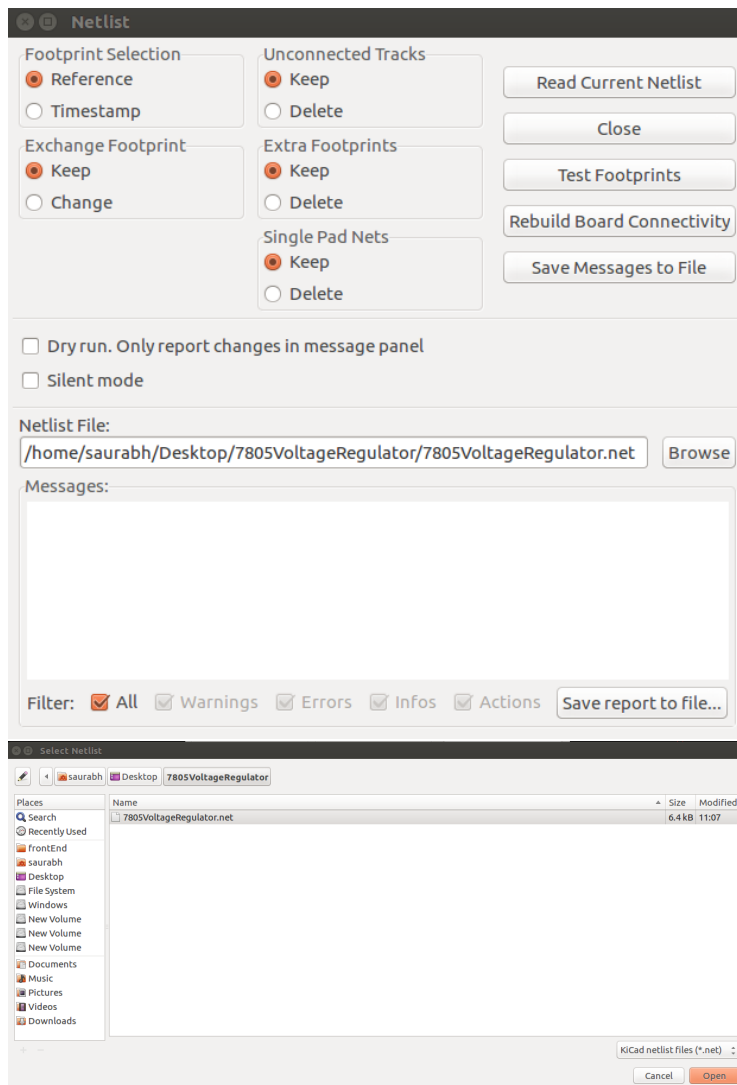 Netlist
Footprint Selection
Reference
Timestamp
Exchange Footprint
Keep
Change
Unconnected Tracks
Keep
Delete
Extra Footprints
Keep
Delete
Single Pad Nets
Keep
Delete
Read Current Netlist
Close
Test Footprints
Rebuild Board Connectivity
Save Messages to File
Dry run. Only report changes in message panel
Silent mode
Netlist File:
/home/saurabh/Desktop/7805VoltageRegulator/7805VoltageRegulator.net Browse
Messages:
Filter: All Warnings Errors Infos Actions Save report to file...
Select Netlist
saurabh Desktop 7805VoltageRegulator
Places
Search
Recently Used
frontEnd
saurabh
Desktop
File System
Windows
New Volume
New Volume
New Volume
Documents
Music
Pictures
Videos
Downloads
Name Size Modified
7805VoltageRegulator.net 6.4 kB 11:07
KiCad netlist files (*.net)
Cancel Open